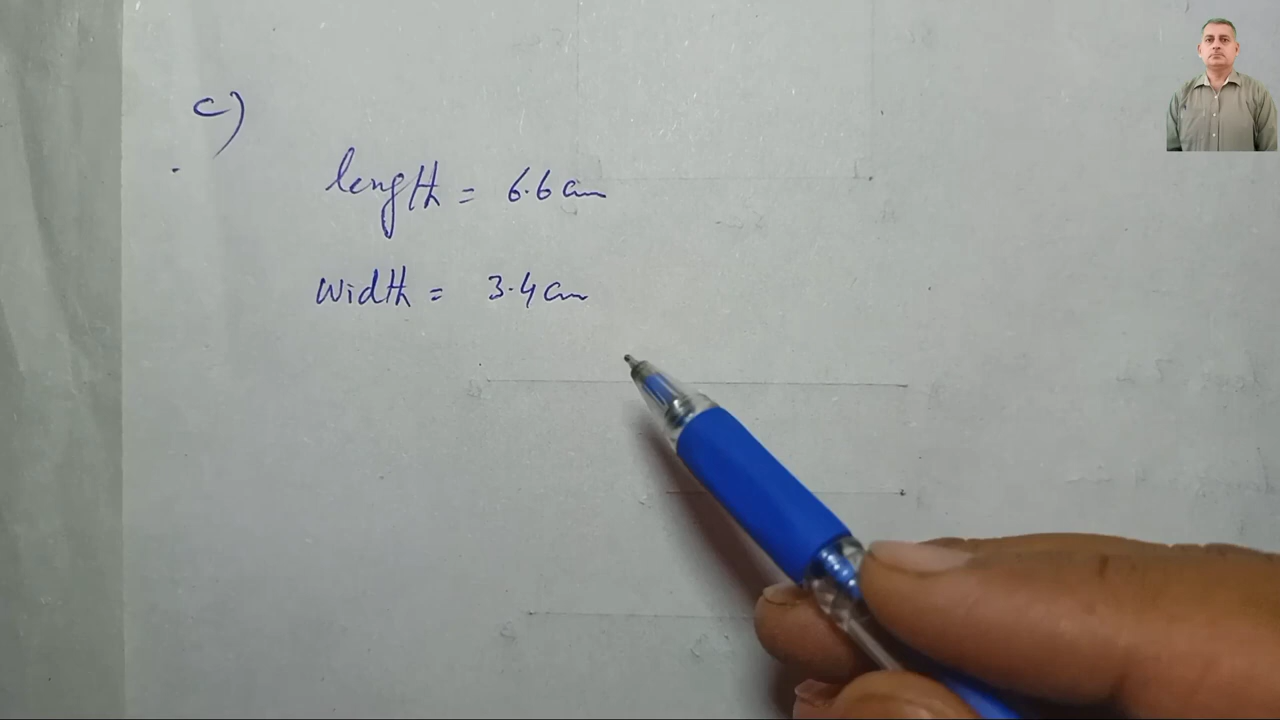 c)
length = 6.6 cm
width = 3.4 cm